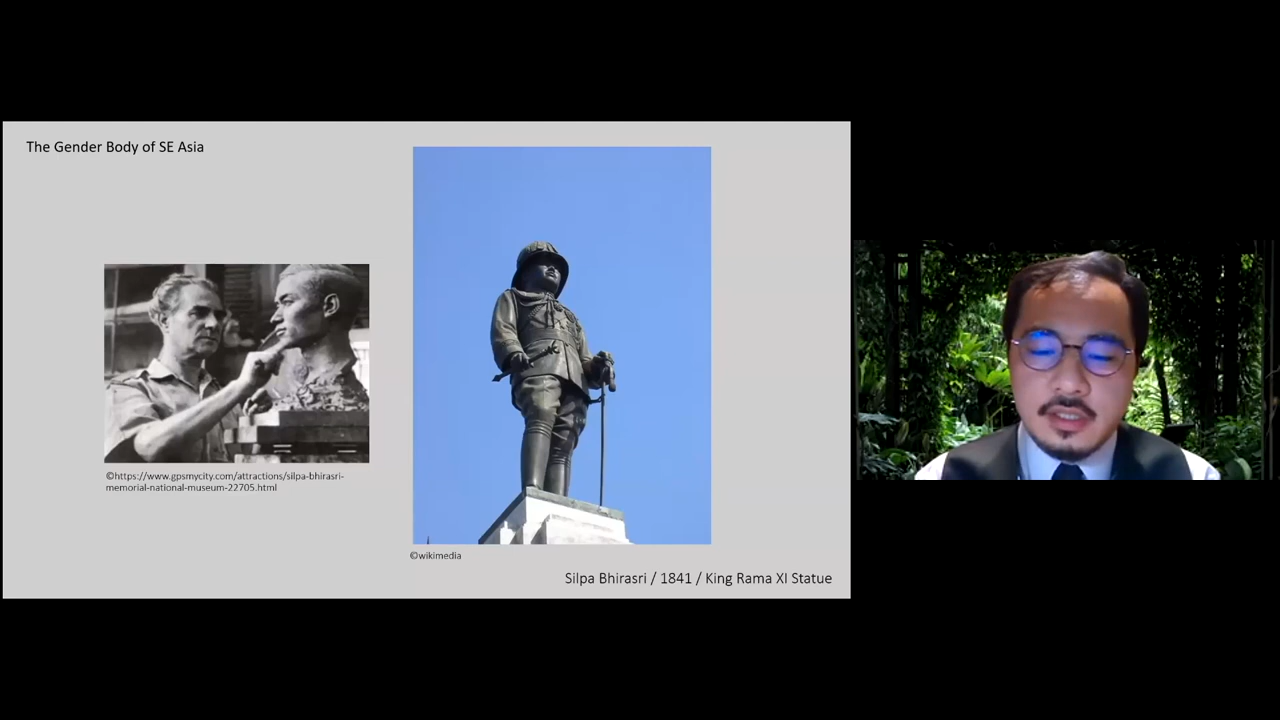 The Gender Body of SE Asia
©https://www.gpsmycity.com/attractions/silpa-bhirasri-
memorial-national-museum-22705.html
©wikimedia
Silpa Bhirasri / 1841 / King Rama XI Statue